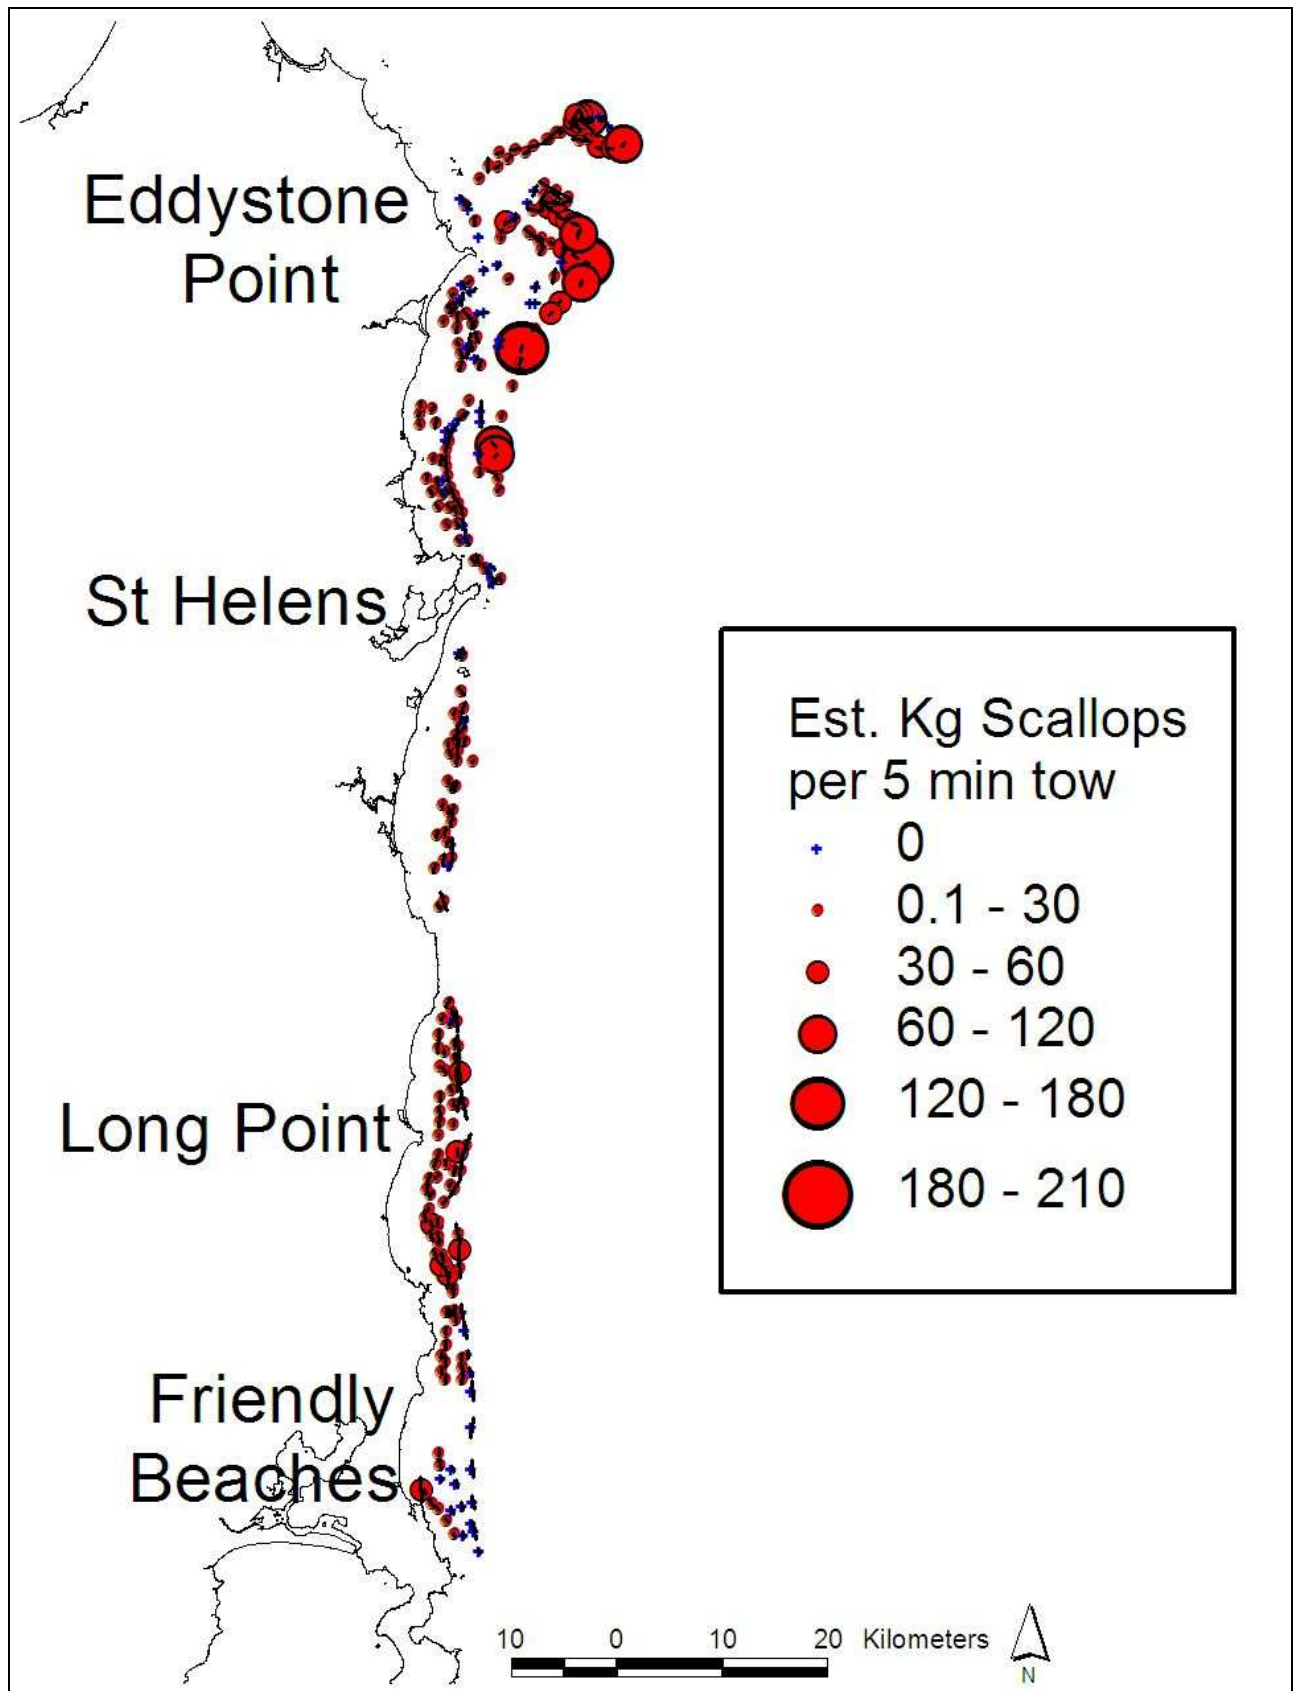 Eddystone
Point
St Helens
Est. Kg Scallops
per 5 min tow
0
0.1 - 30
30 - 60
60 - 120
120 - 180
180 - 210
Long Point
Friendly
Beaches
10 0 10 20 Kilometers
N